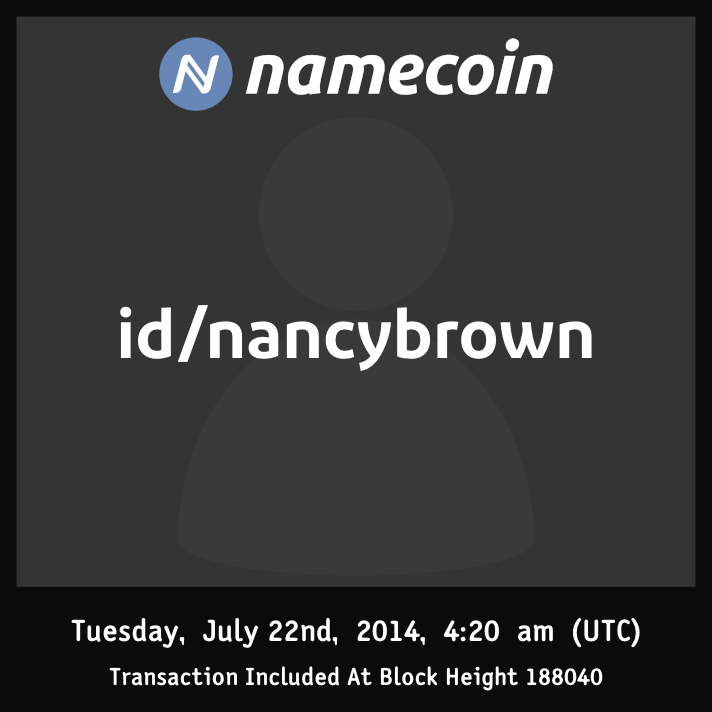 namecoin
id/nancybrown
Tuesday, July 22nd, 2014, 4:20 am (UTC)
Transaction Included At Block Height 188040